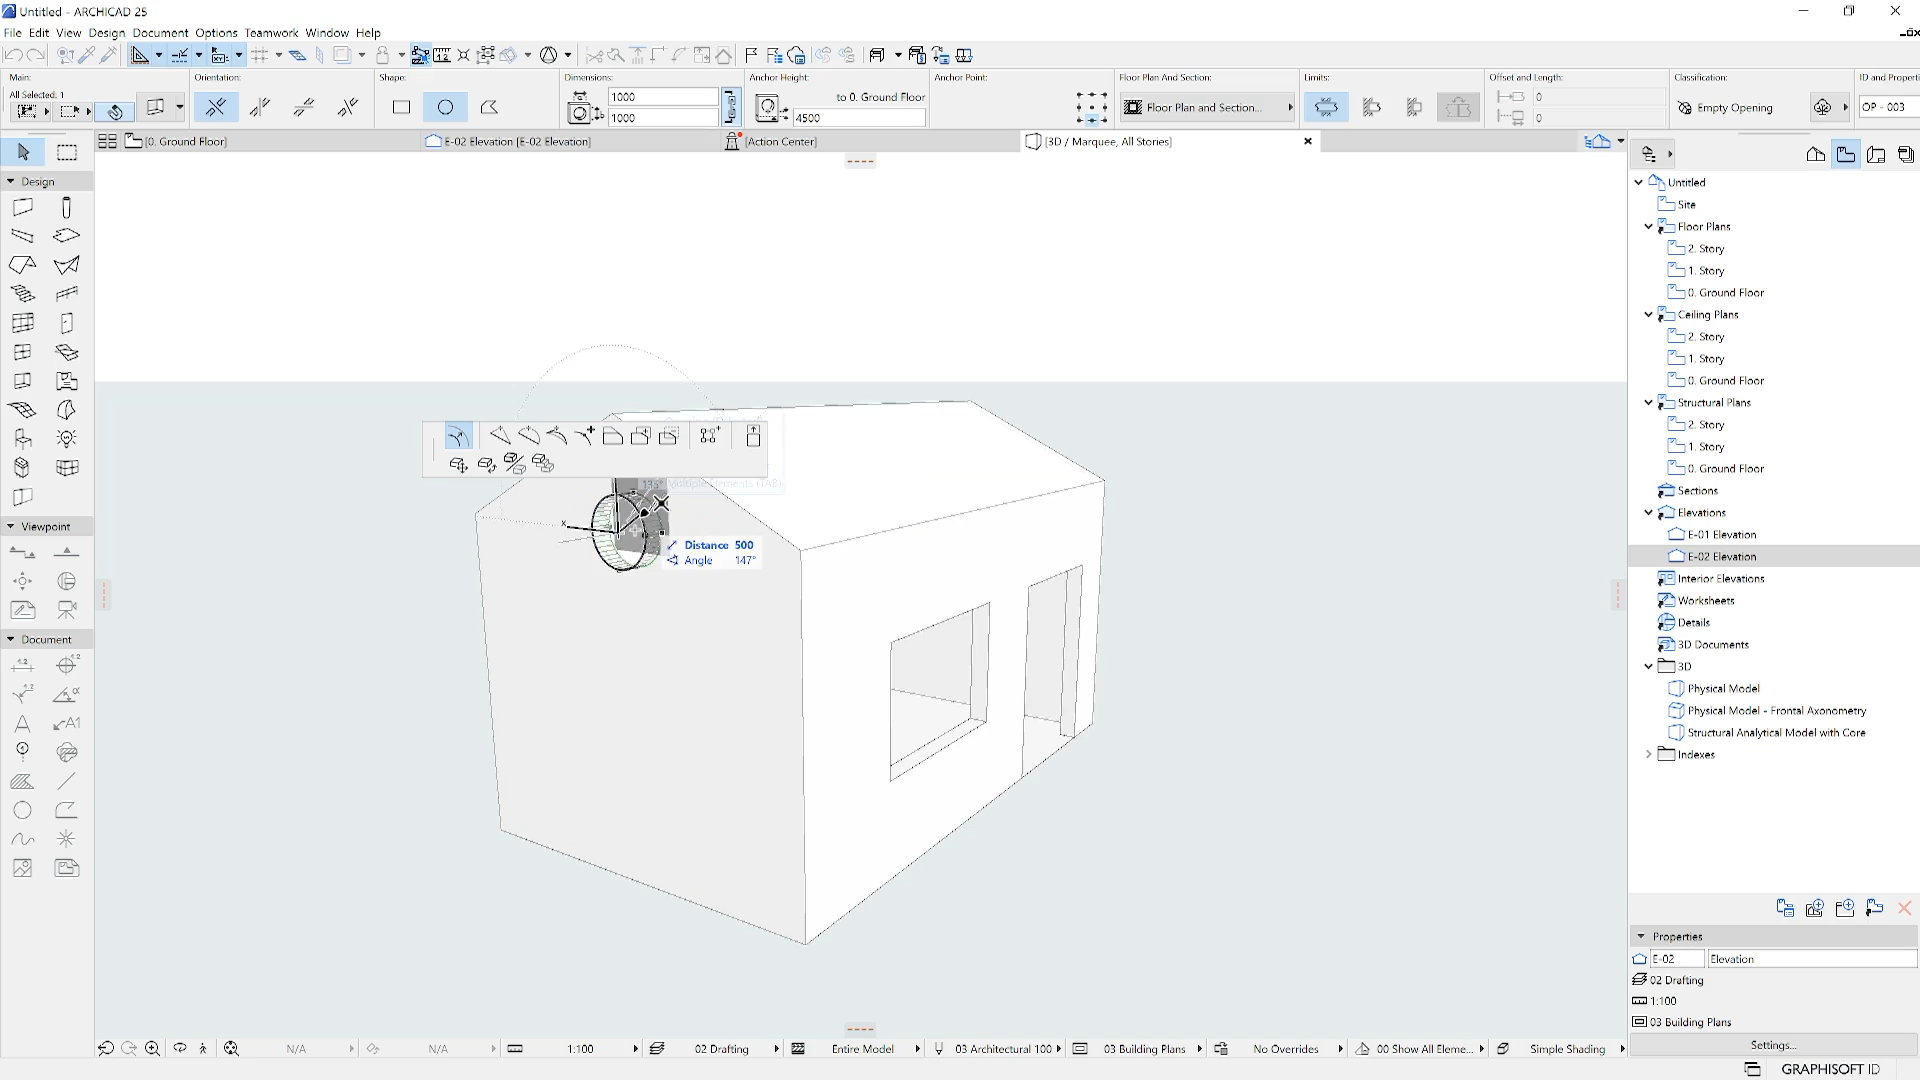 Untitled - ARCHICAD 25
File Edit View Design Document Options Teamwork Window Help
Main:
All Selected: 1
Orientation:
Shape:
Dimensions:
1000
1000
Anchor Height:
to 0. Ground Floor
4500
Anchor Point:
Floor Plan And Section:
Floor Plan and Section...
Limits:
Offset and Length:
0
0
Classification:
Empty Opening
ID and Properti
OP - 003
[0. Ground Floor]
E-02 Elevation [E-02 Elevation]
[Action Center]
[3D / Marquee, All Stories]
Design
Viewpoint
Document
Multiple Elements (TAB)
x
Distance 500
Angle 147°
Untitled
Site
Floor Plans
2. Story
1. Story
0. Ground Floor
Ceiling Plans
2. Story
1. Story
0. Ground Floor
Structural Plans
2. Story
1. Story
0. Ground Floor
Sections
Elevations
E-01 Elevation
E-02 Elevation
Interior Elevations
Worksheets
Details
3D Documents
3D
Physical Model
Physical Model - Frontal Axonometry
Structural Analytical Model with Core
Indexes
Properties
E-02
Elevation
02 Drafting
1:100
03 Building Plans
Settings...
N/A
N/A
1:100
02 Drafting
Entire Model
03 Architectural 100
03 Building Plans
No Overrides
00 Show All Eleme...
Simple Shading
GRAPHISOFT ID